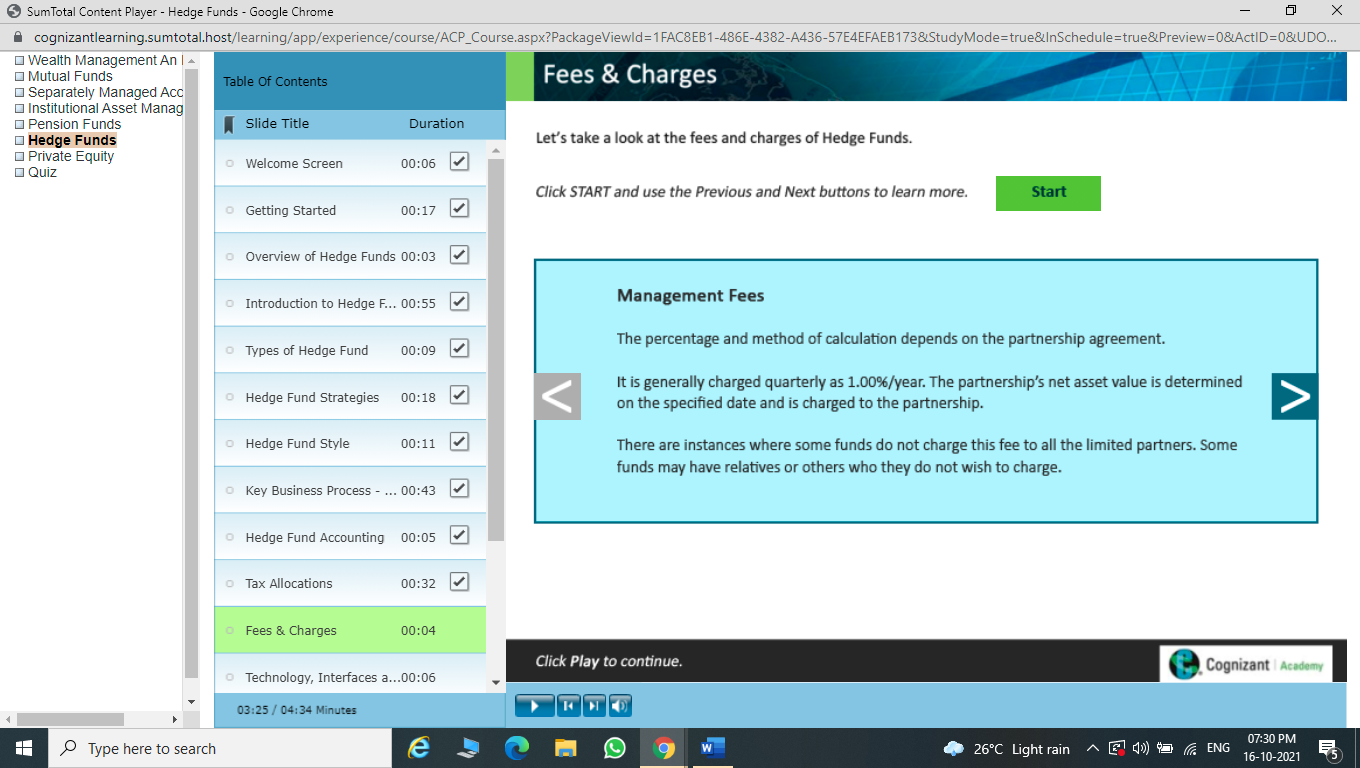 SumTotal Content Player - Hedge Funds - Google Chrome
cognizantlearning.sumtotal.host/learning/app/experience/course/ACP_Course.aspx?PackageViewId=1FAC8EB1-486E-4382-A436-57E4EFAEB173&StudyMode=true&InSchedule=true&Preview=0&ActID=0&UDO...
Wealth Management An
Mutual Funds
Separately Managed Acc
Institutional Asset Manag
Pension Funds
Hedge Funds
Private Equity
Quiz
Table Of Contents
Slide Title Duration
Welcome Screen 00:06
Getting Started 00:17
Overview of Hedge Funds 00:03
Introduction to Hedge F... 00:55
Types of Hedge Fund 00:09
Hedge Fund Strategies 00:18
Hedge Fund Style 00:11
Key Business Process - ... 00:43
Hedge Fund Accounting 00:05
Tax Allocations 00:32
Fees & Charges 00:04
Technology, Interfaces a...00:06
03:25 / 04:34 Minutes
Fees & Charges
Let's take a look at the fees and charges of Hedge Funds.
Click START and use the Previous and Next buttons to learn more.
Start
Management Fees
The percentage and method of calculation depends on the partnership agreement.
It is generally charged quarterly as 1.00%/year. The partnership's net asset value is determined
on the specified date and is charged to the partnership.
There are instances where some funds do not charge this fee to all the limited partners. Some
funds may have relatives or others who they do not wish to charge.
Click Play to continue.
Cognizant | Academy
Type here to search
26°C Light rain
ENG
07:30 PM
16-10-2021
5